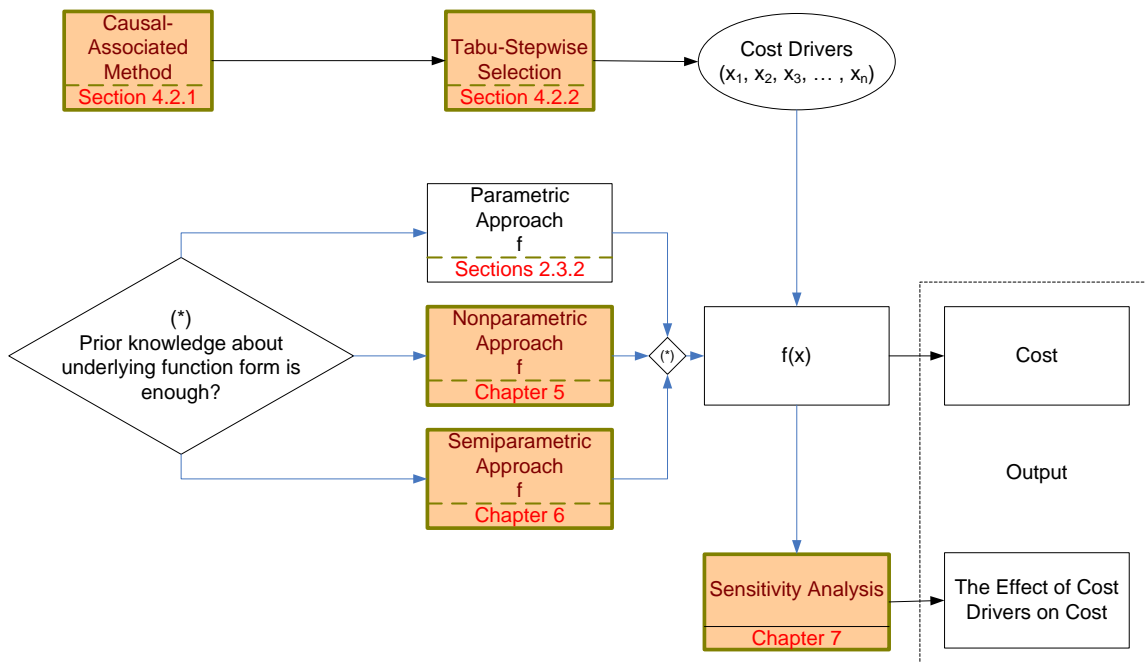 Causal-
Associated
Method
Section 4.2.1
Tabu-Stepwise
Selection
Section 4.2.2
Cost Drivers
(x1, x2, x3, … , xn)
Parametric
Approach
f
Sections 2.3.2
(*)
Prior knowledge about
underlying function form is
enough?
Nonparametric
Approach
f
Chapter 5
(*)
f(x)
Cost
Semiparametric
Approach
f
Chapter 6
Output
Sensitivity Analysis
Chapter 7
The Effect of Cost
Drivers on Cost